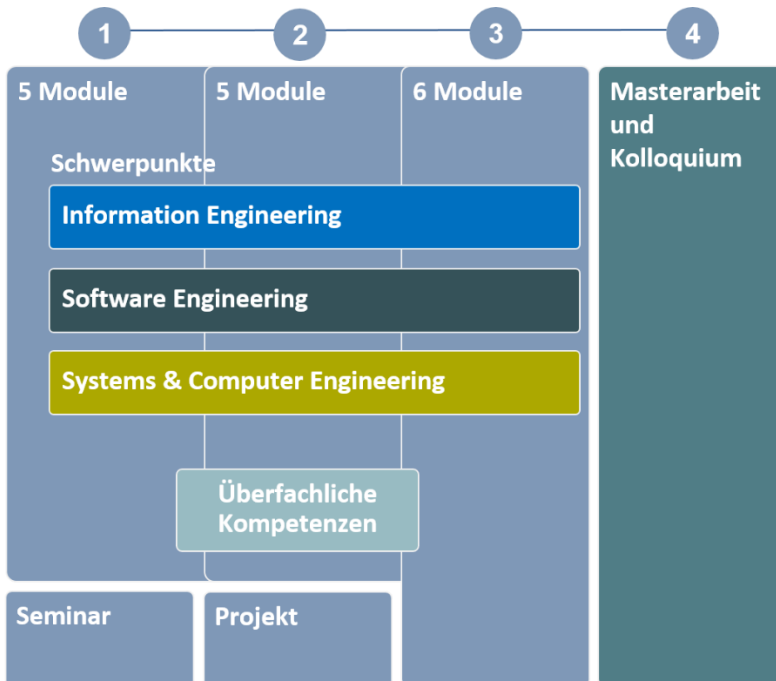 1
2
3
4
5 Module
5 Module
6 Module
Masterarbeit
und
Kolloquium
Schwerpunkte
Information Engineering
Software Engineering
Systems & Computer Engineering
Überfachliche
Kompetenzen
Seminar
Projekt